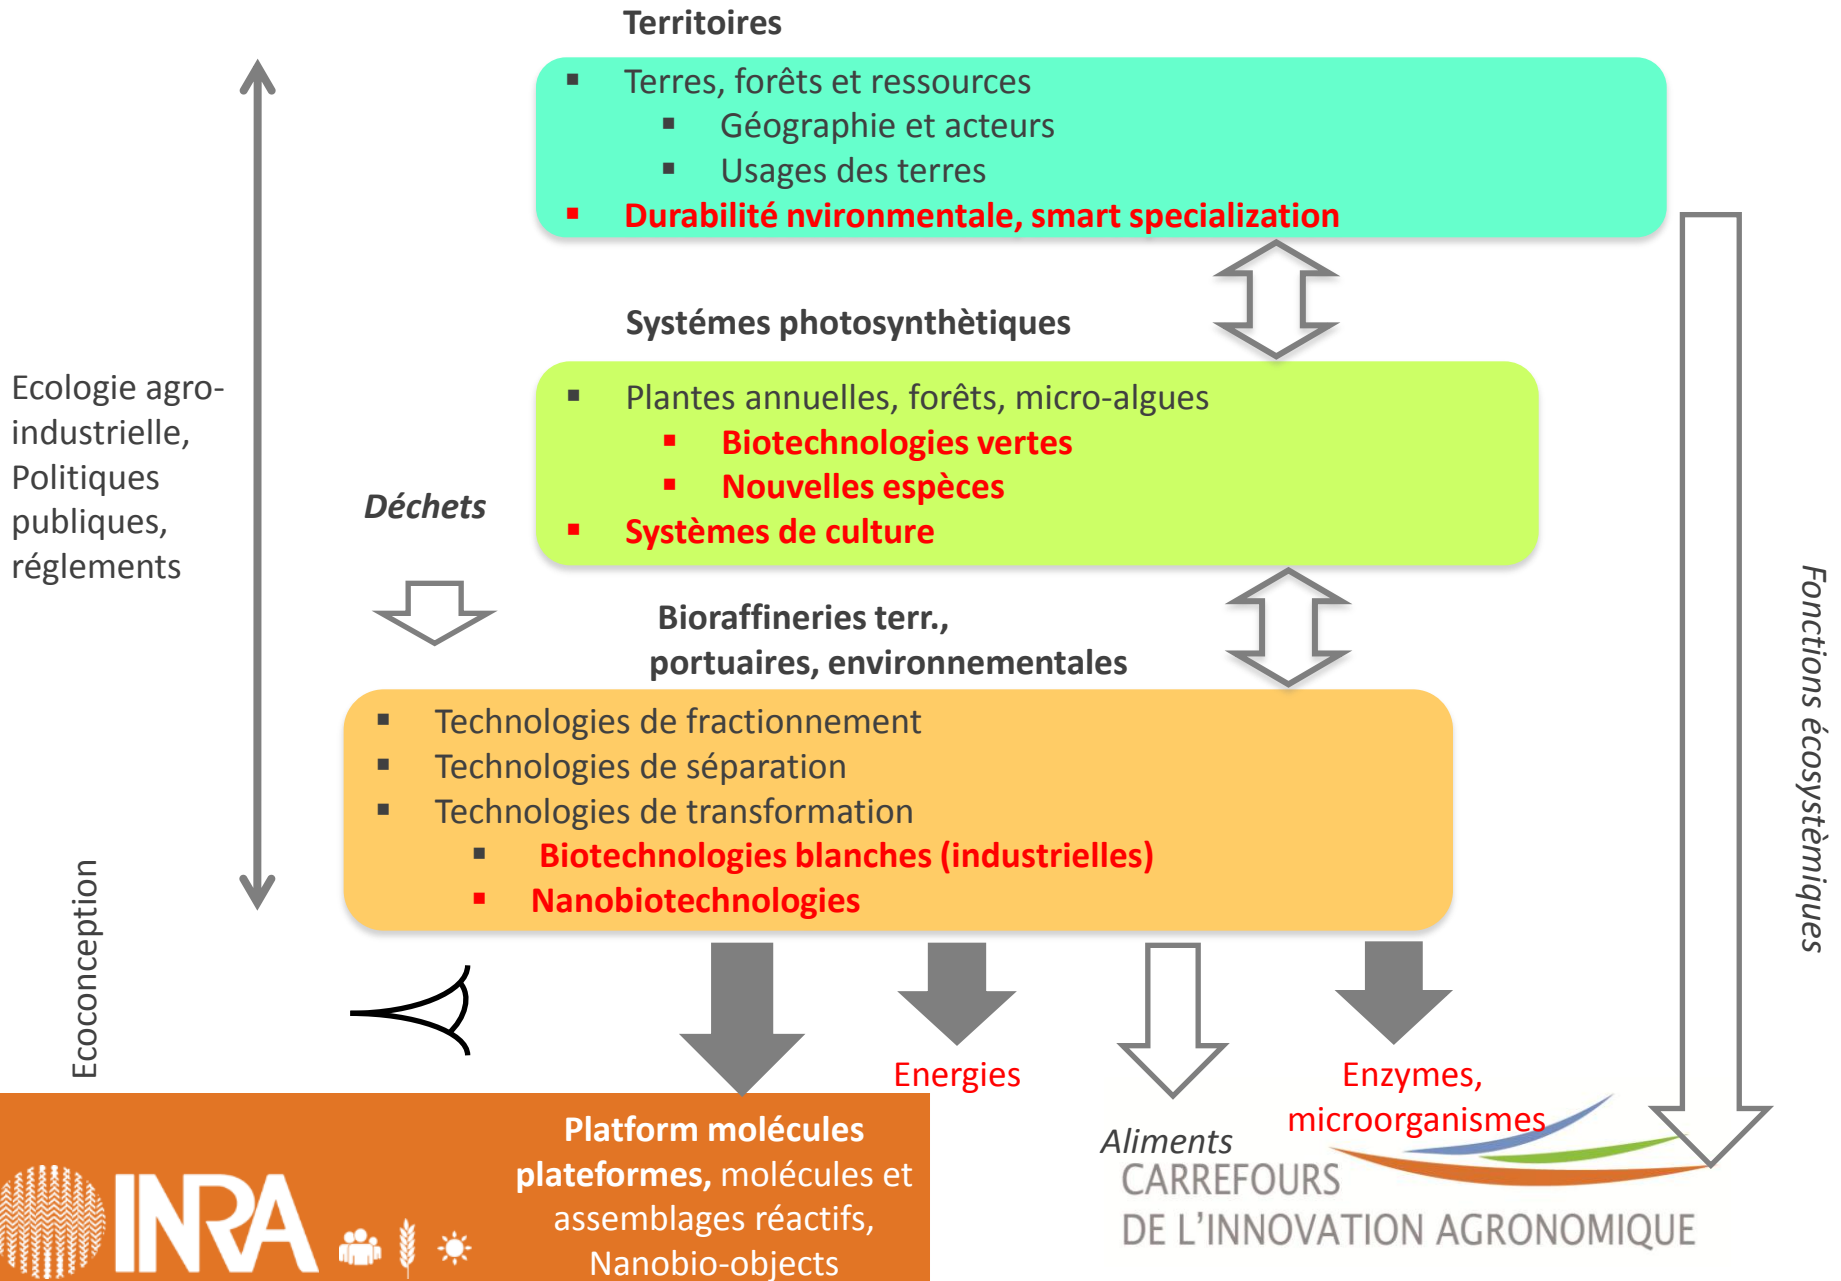 Territoires
Terres, forêts et ressources
Géographie et acteurs
Usages des terres
Durabilité nvironmentale, smart specialization
Systémes photosynthètiques
Plantes annuelles, forêts, micro-algues
Biotechnologies vertes
Nouvelles espèces
Systèmes de culture
Ecologie agro-
industrielle,
Politiques
publiques,
réglements
Déchets
Bioraffineries terr.,
portuaires, environnementales
Technologies de fractionnement
Technologies de séparation
Technologies de transformation
Biotechnologies blanches (industrielles)
Nanobiotechnologies
Fonctions écosystèmiques
Ecoconception
Energies
Enzymes,
microorganismes
Aliments
Platform molécules
plateformes, molécules et
assemblages réactifs,
Nanobio-objects
INRA
CARREFOURS
DE L'INNOVATION AGRONOMIQUE